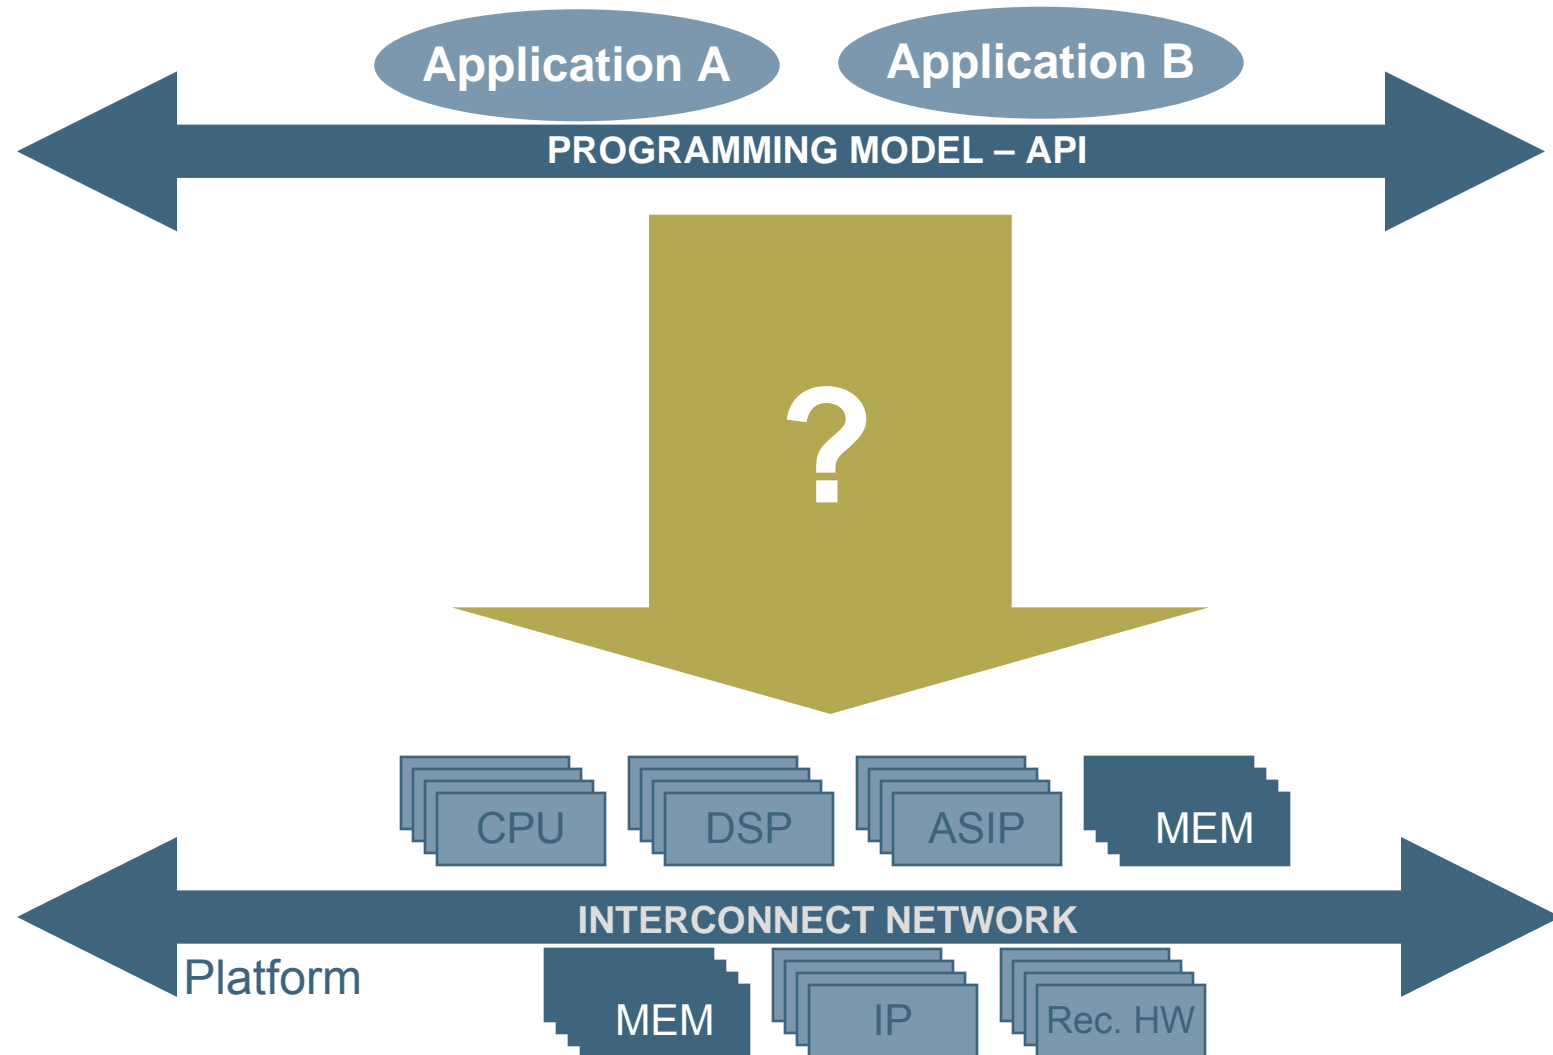 Application A
Application B
PROGRAMMING MODEL – API
?
CPU
DSP
ASIP
MEM
INTERCONNECT NETWORK
Platform
MEM
IP
Rec. HW